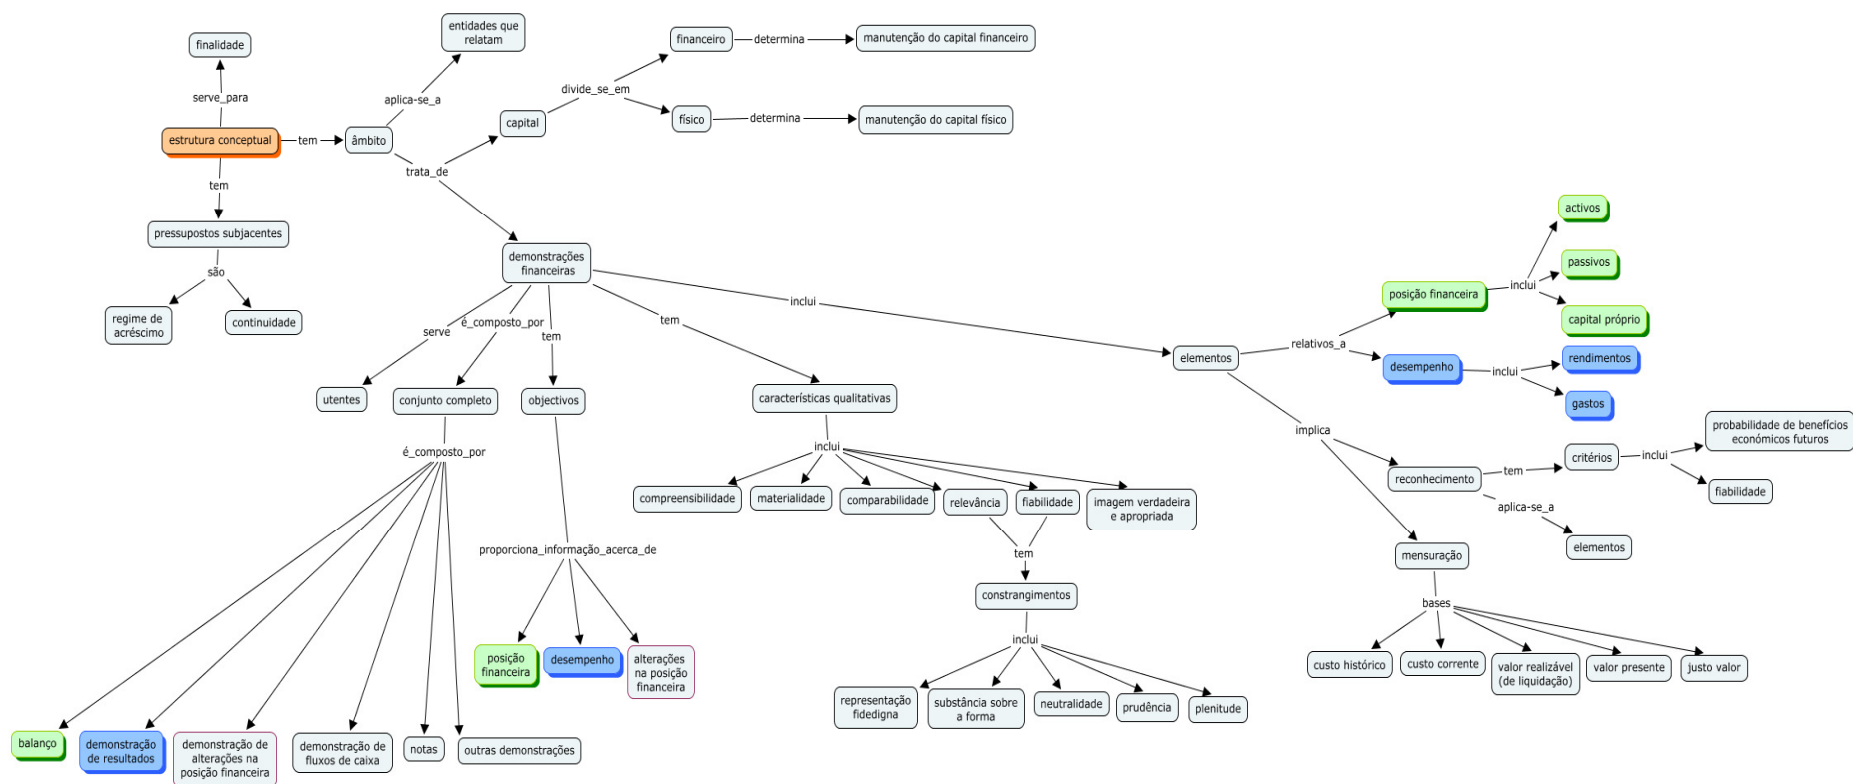 entidades que
relatam
finalidade
financeiro
determina
manutenção do capital financeiro
serve_para
aplica-se_a
divide_se_em
capital
físico
determina
manutenção do capital físico
estrutura conceptual
tem
âmbito
trata_de
tem
pressupostos subjacentes
são
regime de
acréscimo
continuidade
demonstrações
financeiras
serve
é_composto_por
tem
tem
inclui
utentes
conjunto completo
objectivos
características qualitativas
elementos
relativos_a
posição financeira
inclui
activos
passivos
capital próprio
desempenho
inclui
rendimentos
gastos
implica
reconhecimento
tem
critérios
inclui
probabilidade de benefícios
económicos futuros
fiabilidade
aplica-se_a
elementos
é_composto_por
inclui
compreensibilidade
materialidade
comparabilidade
relevância
fiabilidade
imagem verdadeira
e apropriada
proporciona_informação_acerca_de
tem
constrangimentos
inclui
mensuração
bases
custo histórico
custo corrente
valor realizável
(de liquidação)
valor presente
justo valor
posição
financeira
desempenho
alterações
na posição
financeira
representação
fidedigna
substância sobre
a forma
neutralidade
prudência
plenitude
balanço
demonstração
de resultados
demonstração de
alterações na
posição financeira
demonstração de
fluxos de caixa
notas
outras demonstrações